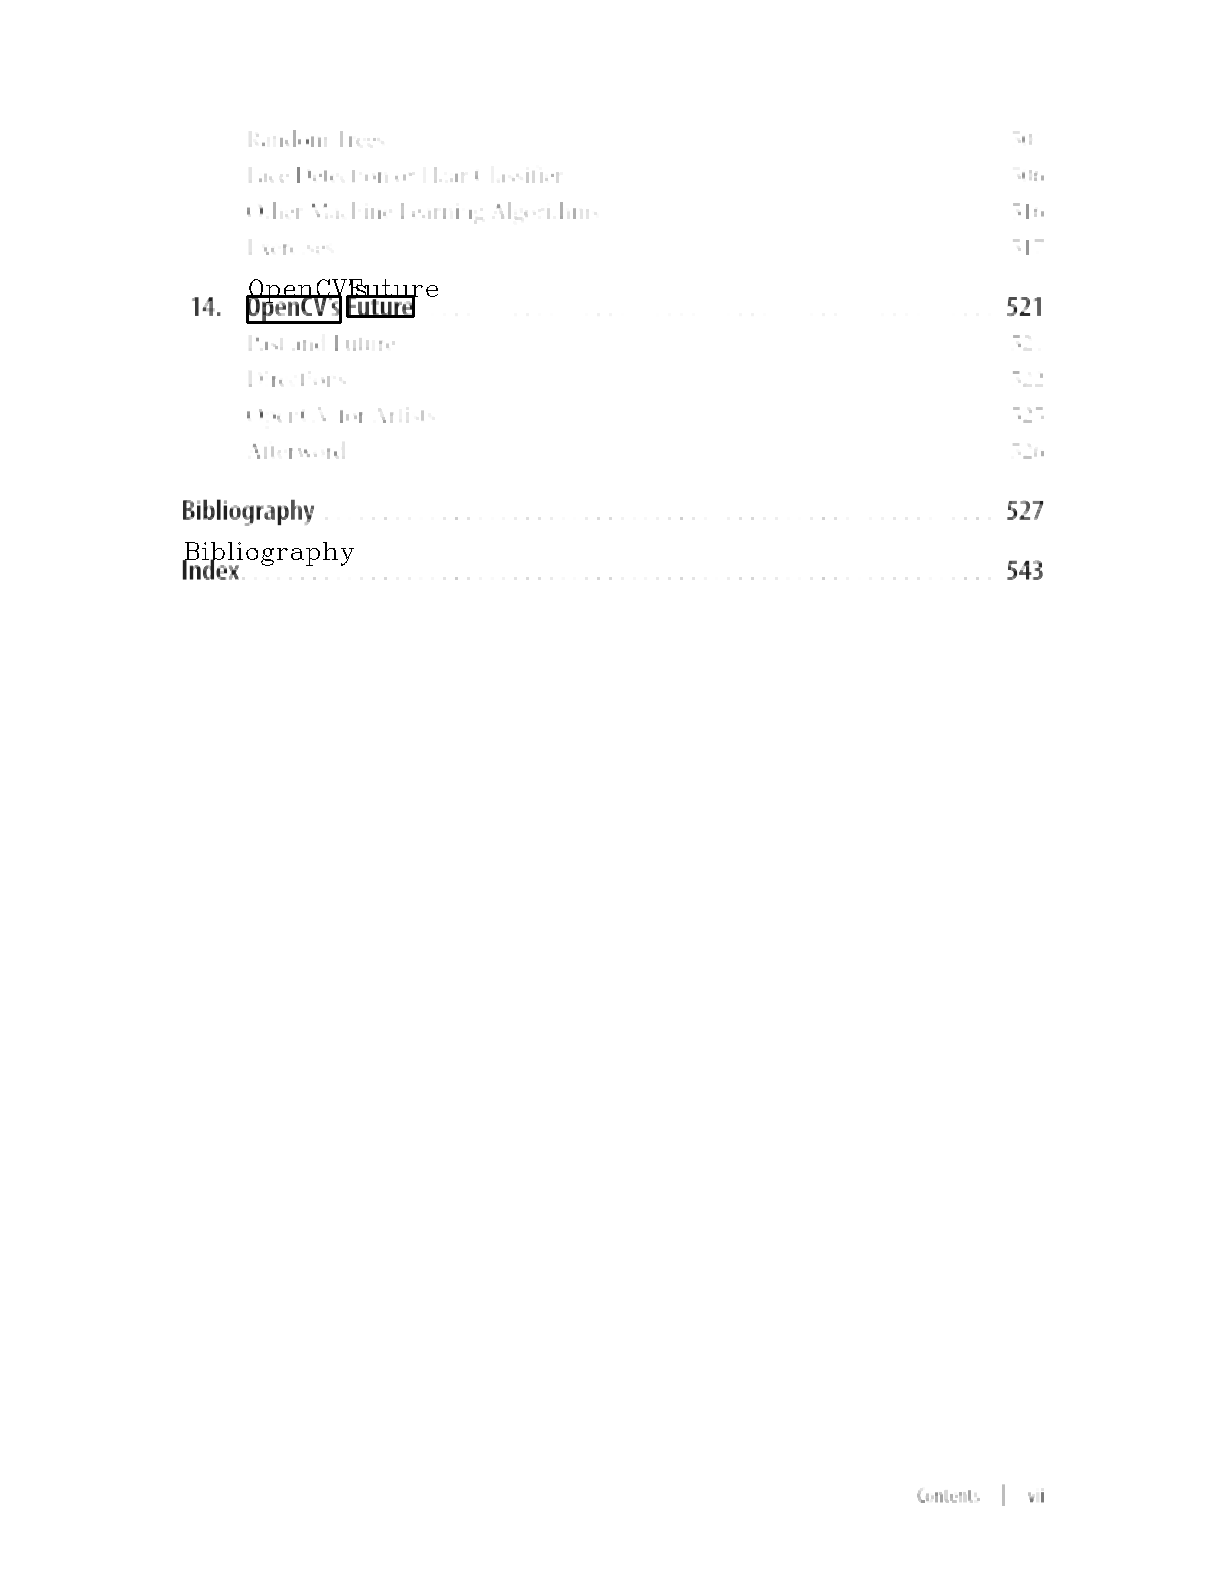 Random Trees 50
Face Detection or Haar Classifier 506
Other Machine Learning Algorithms 516
Exercises 517
OpenCV's Future
14. OpenCV's Future 521
Past and Future 52
Directions 522
OpenCV for Artists 525
Afterword 526
Bibliography 527
Bibliography
Index 543
Contents | vii